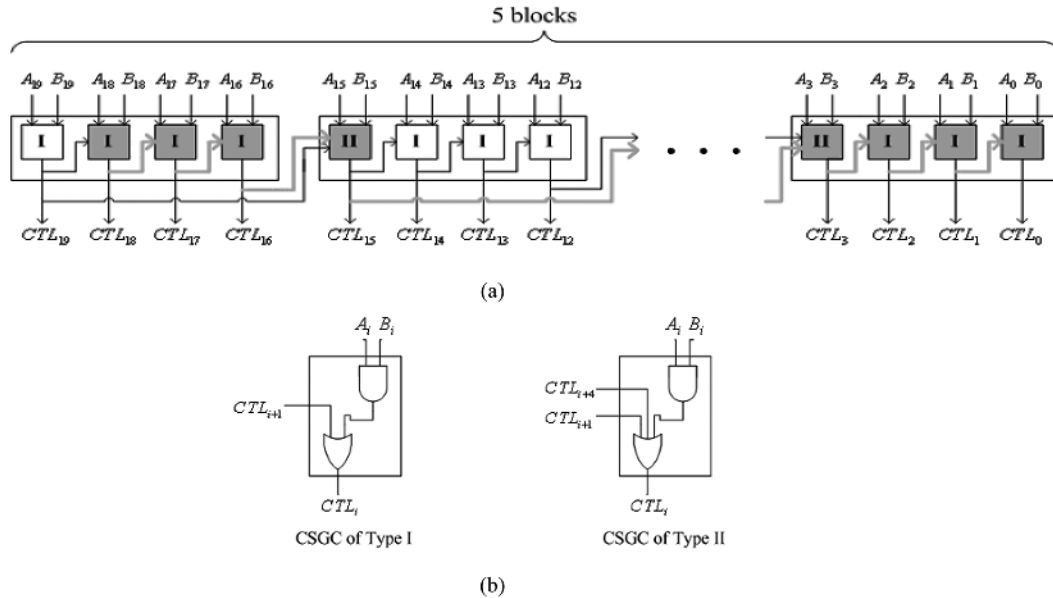 5 blocks
A19 B19 A18 B18 A17 B17 A16 B16 A15 B15 A14 B14 A13 B13 A12 B12 A3 B3 A2 B2 A1 B1 A0 B0
I I I I II I I I II I I I
CTL19 CTL18 CTL17 CTL16 CTL15 CTL14 CTL13 CTL12 CTL3 CTL2 CTL1 CTL0
(a)
Ai Bi Ai Bi
CTLi+4
CTLi+1 CTLi+1
CTLi CTLi
CSGC of Type I CSGC of Type II
(b)